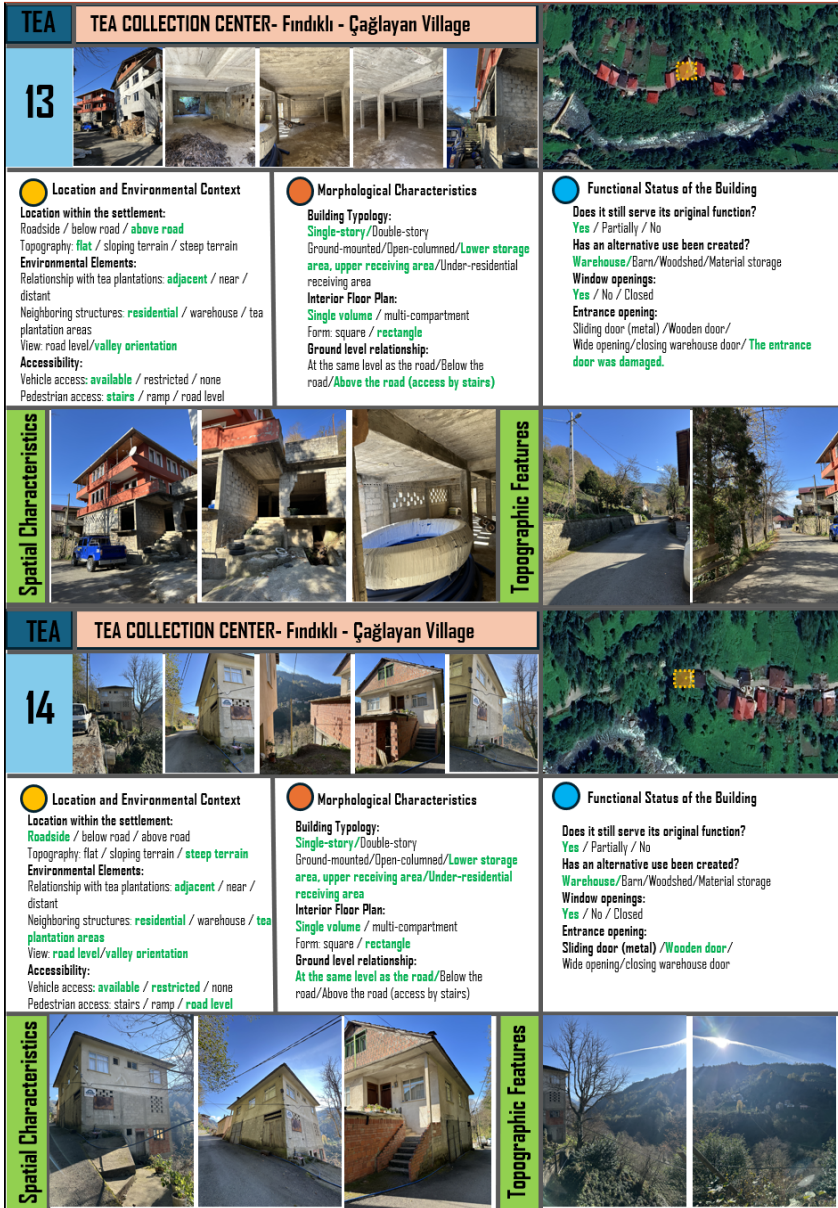 TEA
TEA COLLECTION CENTER- Fındıklı - Çağlayan Village
13
Location and Environmental Context
Location within the settlement:
Roadside / below road / above road
Topography: flat / sloping terrain / steep terrain
Environmental Elements:
Relationship with tea plantations: adjacent / near /
distant
Neighboring structures: residential / warehouse / tea
plantation areas
View: road level/valley orientation
Accessibility:
Vehicle access: available / restricted / none
Pedestrian access: stairs / ramp / road level
Morphological Characteristics
Building Typology:
Single-story/Double-story
Ground-mounted/Open-columned/Lower storage
area, upper receiving area/Under-residential
receiving area
Interior Floor Plan:
Single volume / multi-compartment
Form: square / rectangle
Ground level relationship:
At the same level as the road/Below the
road/Above the road (access by stairs)
Functional Status of the Building
Does it still serve its original function?
Yes / Partially / No
Has an alternative use been created?
Warehouse/Barn/Woodshed/Material storage
Window openings:
Yes / No / Closed
Entrance opening:
Sliding door (metal) /Wooden door/
Wide opening/closing warehouse door/ The entrance
door was damaged.
Spatial Characteristics
Topographic Features
TEA
TEA COLLECTION CENTER- Fındıklı - Çağlayan Village
14
Location and Environmental Context
Location within the settlement:
Roadside / below road / above road
Topography: flat / sloping terrain / steep terrain
Environmental Elements:
Relationship with tea plantations: adjacent / near /
distant
Neighboring structures: residential / warehouse / tea
plantation areas
View: road level/valley orientation
Accessibility:
Vehicle access: available / restricted / none
Pedestrian access: stairs / ramp / road level
Morphological Characteristics
Building Typology:
Single-story/Double-story
Ground-mounted/Open-columned/Lower storage
area, upper receiving area/Under-residential
receiving area
Interior Floor Plan:
Single volume / multi-compartment
Form: square / rectangle
Ground level relationship:
At the same level as the road/Below the
road/Above the road (access by stairs)
Functional Status of the Building
Does it still serve its original function?
Yes / Partially / No
Has an alternative use been created?
Warehouse/Barn/Woodshed/Material storage
Window openings:
Yes / No / Closed
Entrance opening:
Sliding door (metal) /Wooden door/
Wide opening/closing warehouse door
Spatial Characteristics
Topographic Features